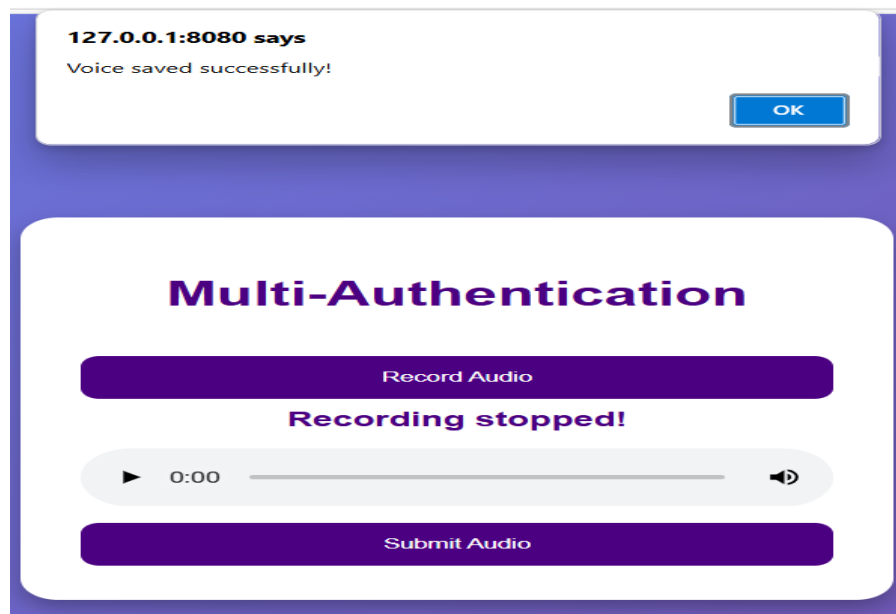 127.0.0.1:8080 says
Voice saved successfully!
OK
Multi-Authentication
Record Audio
Recording stopped!
0:00
Submit Audio